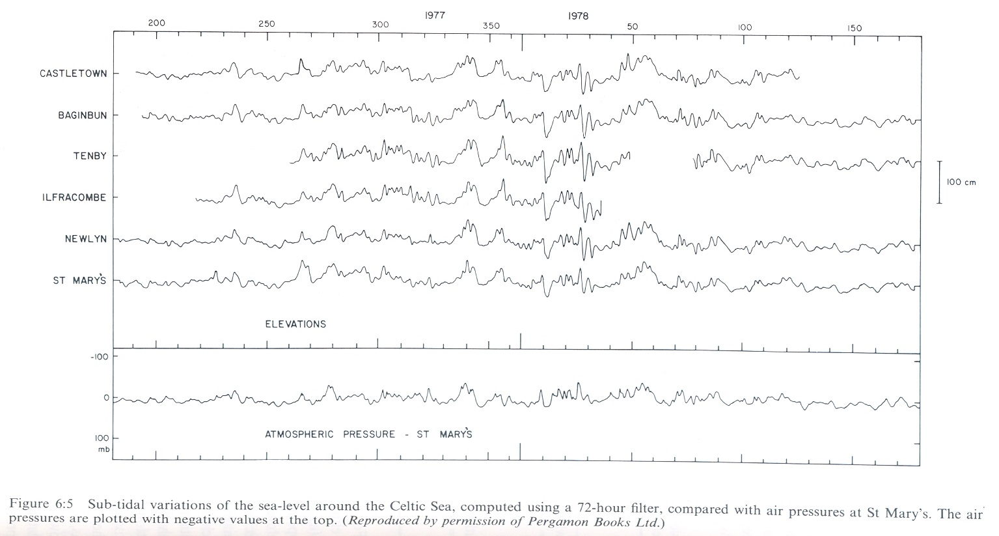 1977 1978
200 250 300 350 50 100 150
CASTLETOWN
BAGINBUN
TENBY
100 cm
ILFRACOMBE
NEWLYN
ST MARY'S
ELEVATIONS
-100
0
ATMOSPHERIC PRESSURE - ST MARY'S
100
mb
Figure 6:5 Sub-tidal variations of the sea-level around the Celtic Sea, computed using a 72-hour filter, compared with air pressures at St Mary's. The air
pressures are plotted with negative values at the top. (Reproduced by permission of Pergamon Books Ltd.)